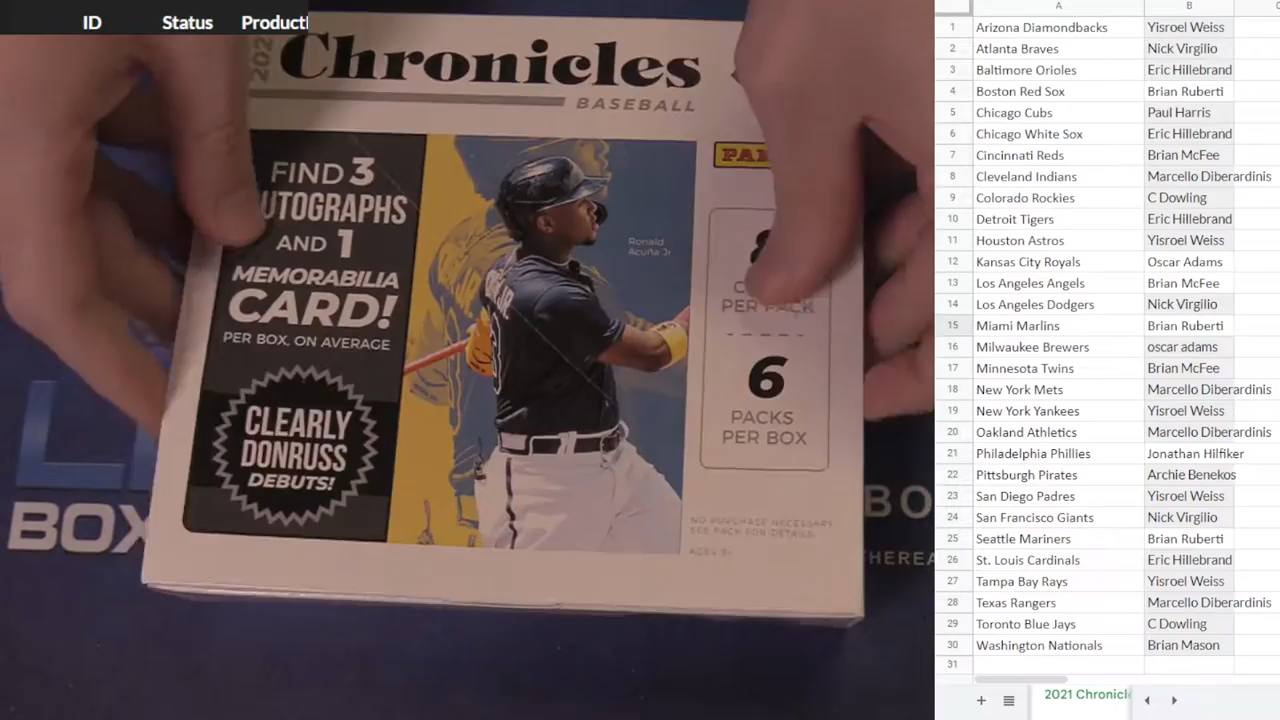 ID Status Product
202
Chronicles
BASEBALL
FIND 3
UTOGRAPHS
AND 1
MEMORABILIA
CARD!
PER BOX, ON AVERAGE
CLEARLY
DONRUSS
DEBUTS!
Ronald
Acuña Jr
PER PACK
6
PACKS
PER BOX
NO PURCHASE NECESSARY
SEE PACK FOR DETAILS
AGES 9+
BOX
BO
HEREA
A B
1 Arizona Diamondbacks Yisroel Weiss
2 Atlanta Braves Nick Virgilio
3 Baltimore Orioles Eric Hillebrand
4 Boston Red Sox Brian Ruberti
5 Chicago Cubs Paul Harris
6 Chicago White Sox Eric Hillebrand
7 Cincinnati Reds Brian McFee
8 Cleveland Indians Marcello Diberardinis
9 Colorado Rockies C Dowling
10 Detroit Tigers Eric Hillebrand
11 Houston Astros Yisroel Weiss
12 Kansas City Royals Oscar Adams
13 Los Angeles Angels Brian McFee
14 Los Angeles Dodgers Nick Virgilio
15 Miami Marlins Brian Ruberti
16 Milwaukee Brewers oscar adams
17 Minnesota Twins Brian McFee
18 New York Mets Marcello Diberardinis
19 New York Yankees Yisroel Weiss
20 Oakland Athletics Marcello Diberardinis
21 Philadelphia Phillies Jonathan Hilfiker
22 Pittsburgh Pirates Archie Benekos
23 San Diego Padres Yisroel Weiss
24 San Francisco Giants Nick Virgilio
25 Seattle Mariners Brian Ruberti
26 St. Louis Cardinals Eric Hillebrand
27 Tampa Bay Rays Yisroel Weiss
28 Texas Rangers Marcello Diberardinis
29 Toronto Blue Jays C Dowling
30 Washington Nationals Brian Mason
31
2021 Chronicl